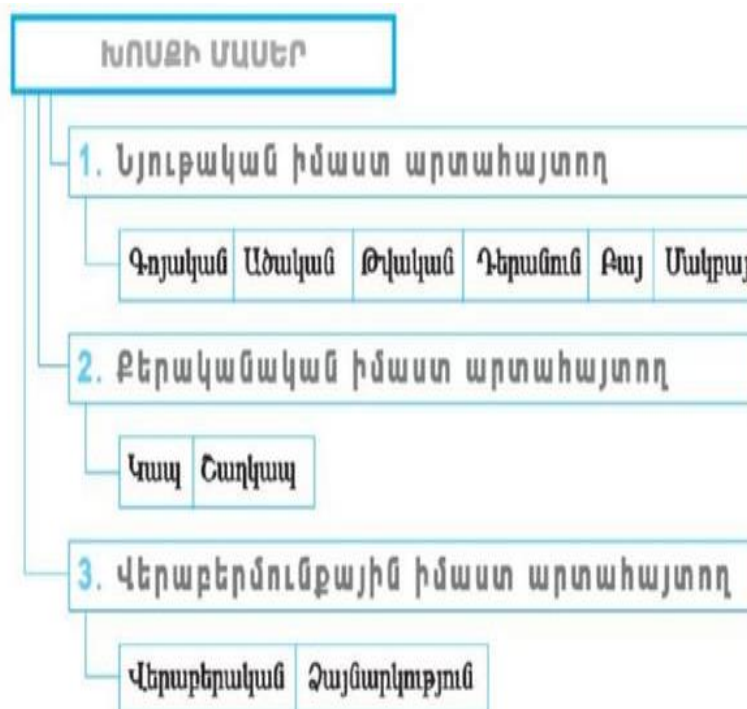 ԽՈՍՔԻ ՄԱՍԵՐ
1. Նյութական իմաստ արտահայտող
Գոյական Ածական Թվական Դերանուն Բայ Մակբայ
2. Քերականական իմաստ արտահայտող
Կապ Շաղկապ
3. Վերաբերմունքային իմաստ արտահայտող
Վերաբերական Ձայնարկություն